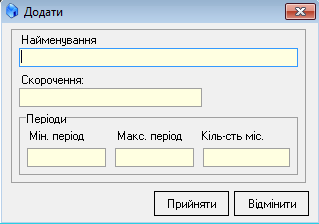 Додати
Найменування
Скорочення:
Періоди
Мін. період Макс. період Кіль-сть міс.
Прийняти Відмінити